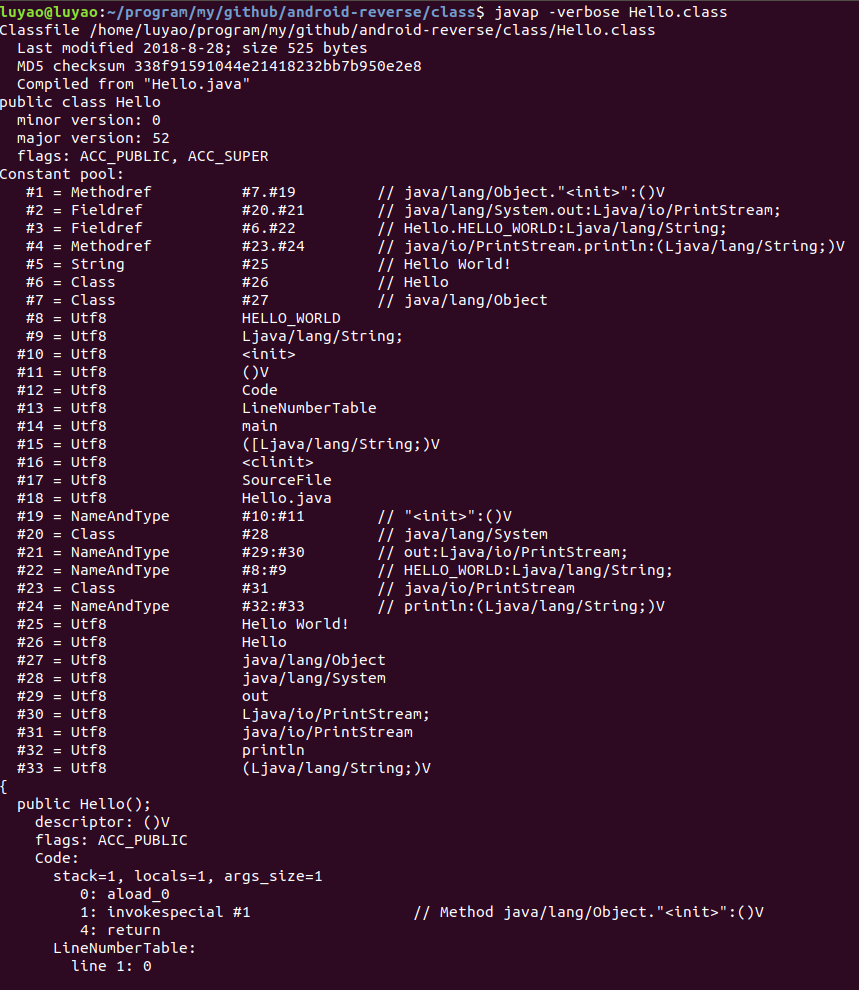 luyao@luyao:~/program/my/github/android-reverse/class$ javap -verbose Hello.class
Classfile /home/luyao/program/my/github/android-reverse/class/Hello.class
  Last modified 2018-8-28; size 525 bytes
  MD5 checksum 338f91591044e21418232bb7b950e2e8
  Compiled from "Hello.java"
public class Hello
  minor version: 0
  major version: 52
  flags: ACC_PUBLIC, ACC_SUPER
Constant pool:
   #1 = Methodref          #7.#19         // java/lang/Object."<init>":()V
   #2 = Fieldref           #20.#21        // java/lang/System.out:Ljava/io/PrintStream;
   #3 = Fieldref           #6.#22         // Hello.HELLO_WORLD:Ljava/lang/String;
   #4 = Methodref          #23.#24        // java/io/PrintStream.println:(Ljava/lang/String;)V
   #5 = String             #25            // Hello World!
   #6 = Class              #26            // Hello
   #7 = Class              #27            // java/lang/Object
   #8 = Utf8               HELLO_WORLD
   #9 = Utf8               Ljava/lang/String;
  #10 = Utf8               <init>
  #11 = Utf8               ()V
  #12 = Utf8               Code
  #13 = Utf8               LineNumberTable
  #14 = Utf8               main
  #15 = Utf8               ([Ljava/lang/String;)V
  #16 = Utf8               <clinit>
  #17 = Utf8               SourceFile
  #18 = Utf8               Hello.java
  #19 = NameAndType        #10:#11        // "<init>":()V
  #20 = Class              #28            // java/lang/System
  #21 = NameAndType        #29:#30        // out:Ljava/io/PrintStream;
  #22 = NameAndType        #8:#9          // HELLO_WORLD:Ljava/lang/String;
  #23 = Class              #31            // java/io/PrintStream
  #24 = NameAndType        #32:#33        // println:(Ljava/lang/String;)V
  #25 = Utf8               Hello World!
  #26 = Utf8               Hello
  #27 = Utf8               java/lang/Object
  #28 = Utf8               java/lang/System
  #29 = Utf8               out
  #30 = Utf8               Ljava/io/PrintStream;
  #31 = Utf8               java/io/PrintStream
  #32 = Utf8               println
  #33 = Utf8               (Ljava/lang/String;)V
{
  public Hello();
    descriptor: ()V
    flags: ACC_PUBLIC
    Code:
      stack=1, locals=1, args_size=1
         0: aload_0
         1: invokespecial #1                  // Method java/lang/Object."<init>":()V
         4: return
      LineNumberTable:
        line 1: 0